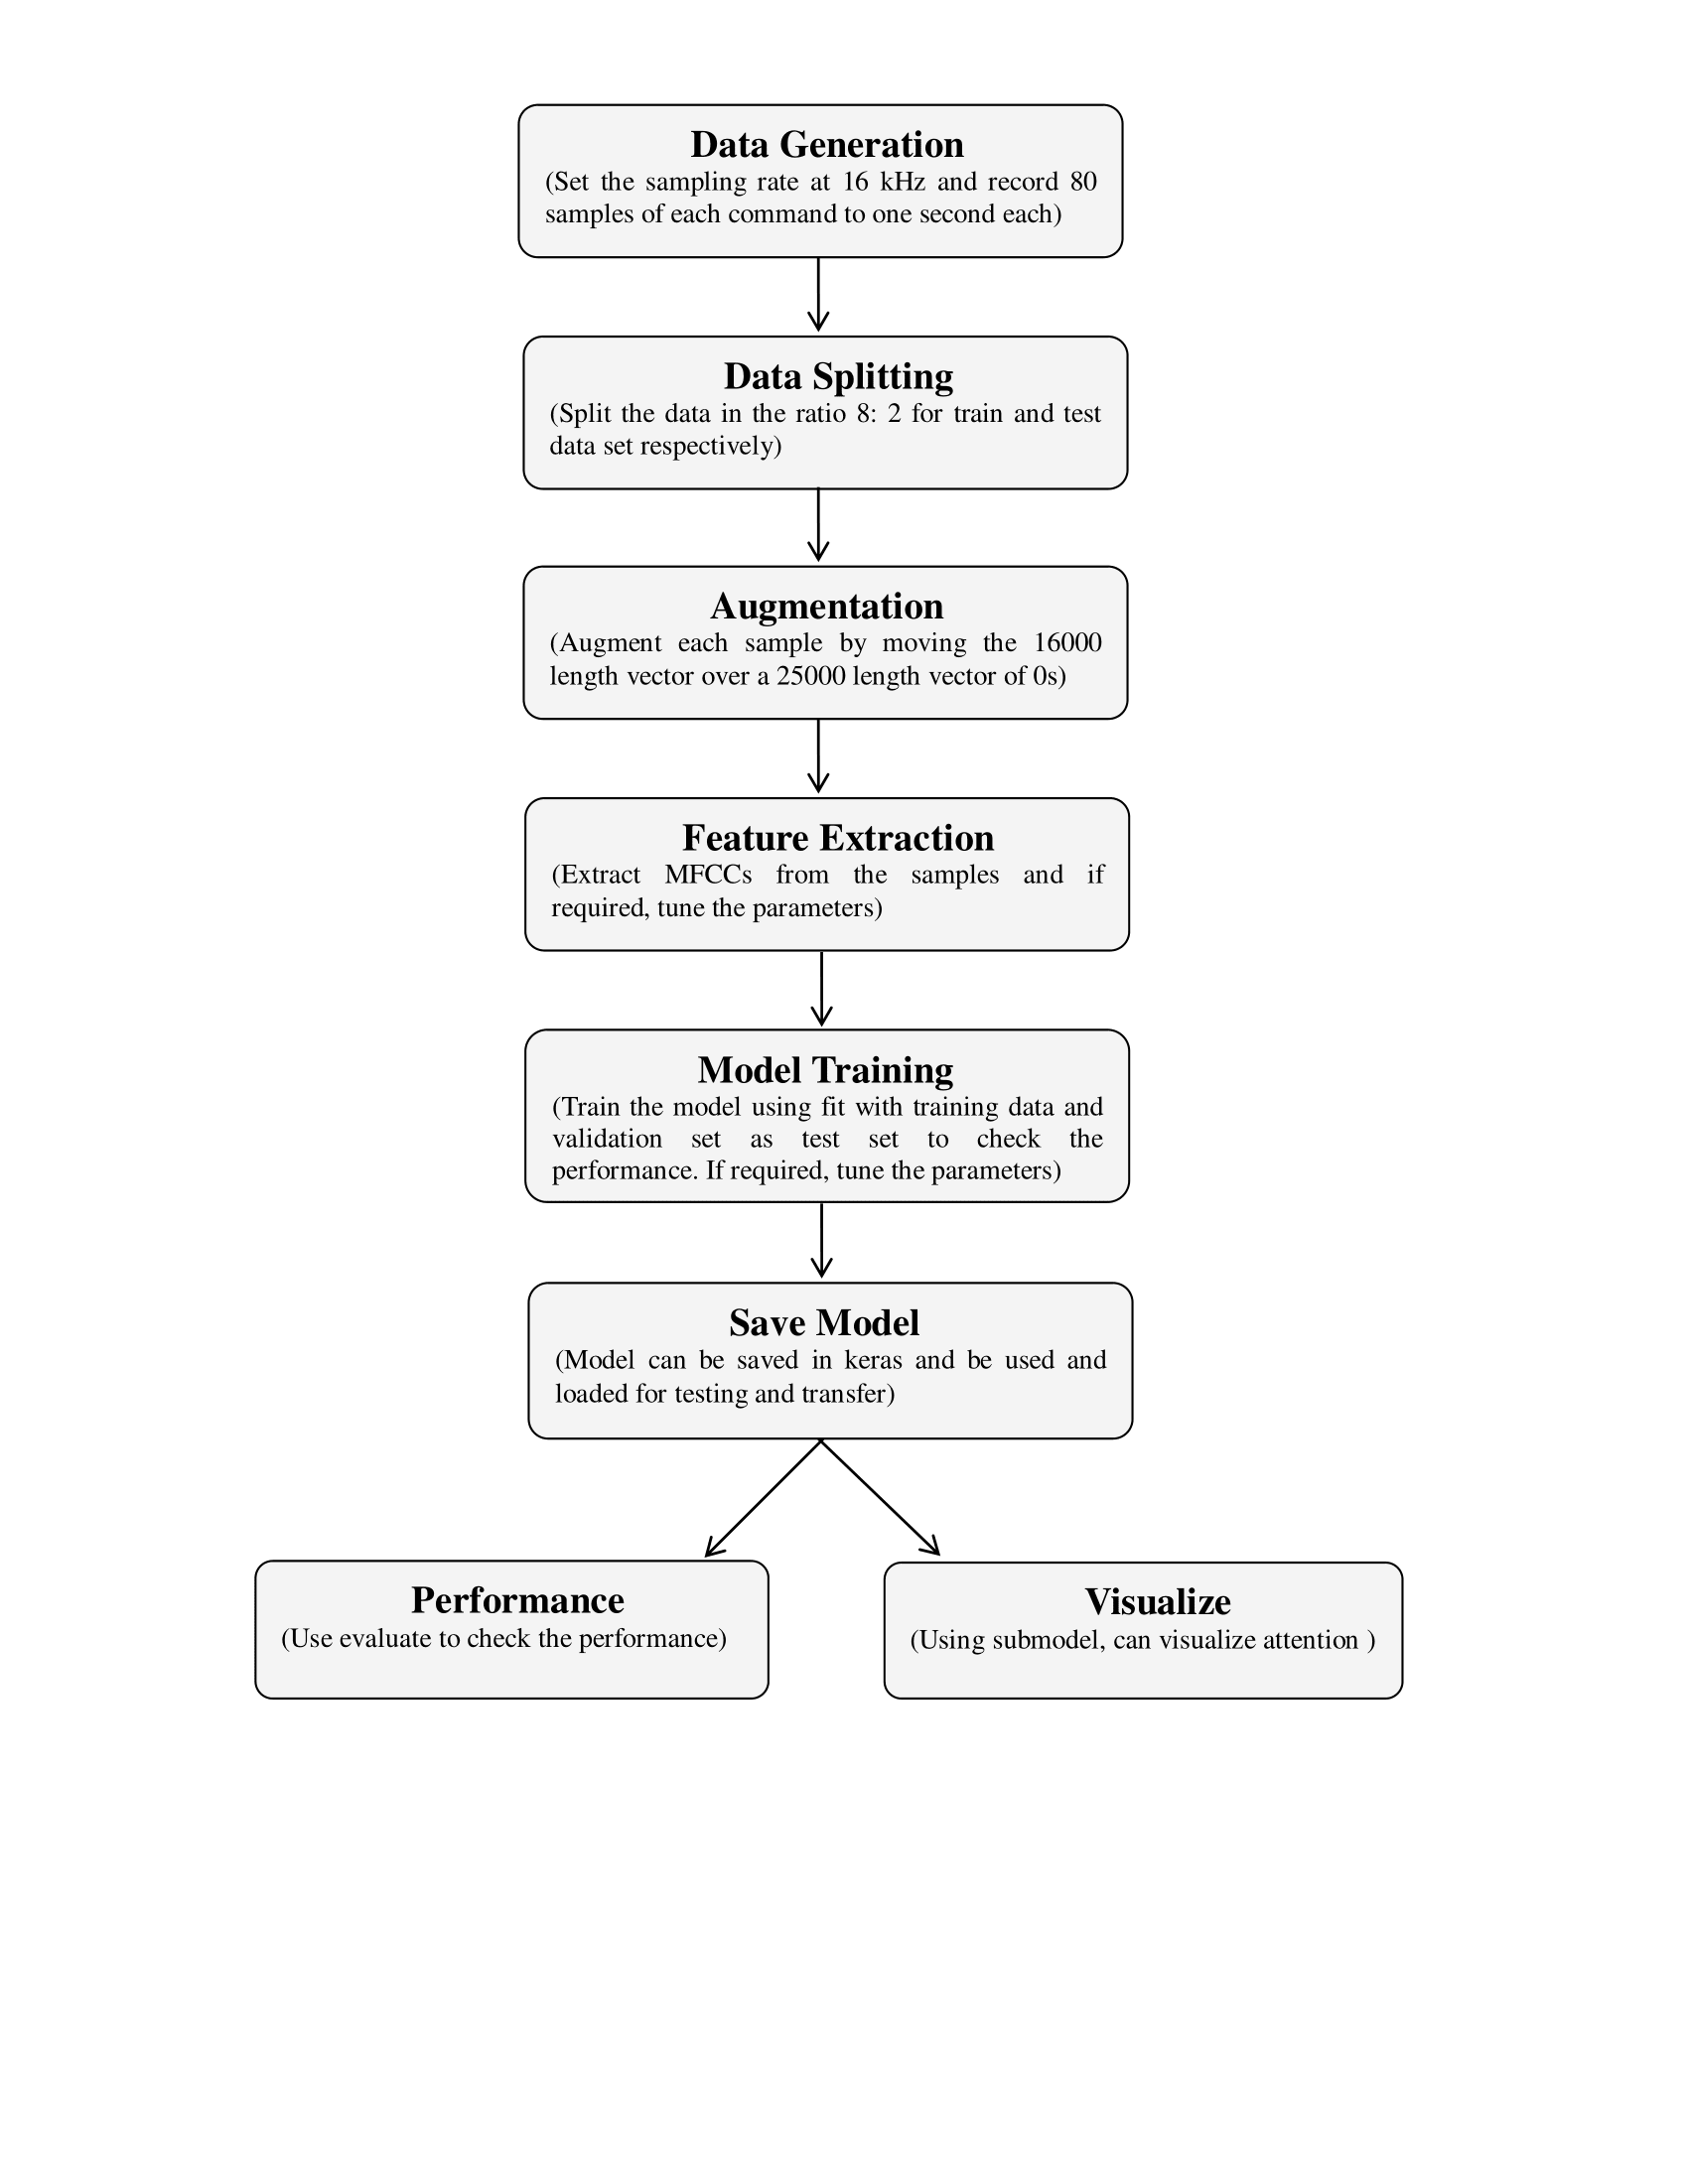 Data Generation
(Set the sampling rate at 16 kHz and record 80
samples of each command to one second each)
Data Splitting
(Split the data in the ratio 8: 2 for train and test
data set respectively)
Augmentation
(Augment each sample by moving the 16000
length vector over a 25000 length vector of 0s)
Feature Extraction
(Extract MFCCs from the samples and if
required, tune the parameters)
Model Training
(Train the model using fit with training data and
validation set as test set to check the
performance. If required, tune the parameters)
Save Model
(Model can be saved in keras and be used and
loaded for testing and transfer)
Performance
(Use evaluate to check the performance)
Visualize
(Using submodel, can visualize attention )